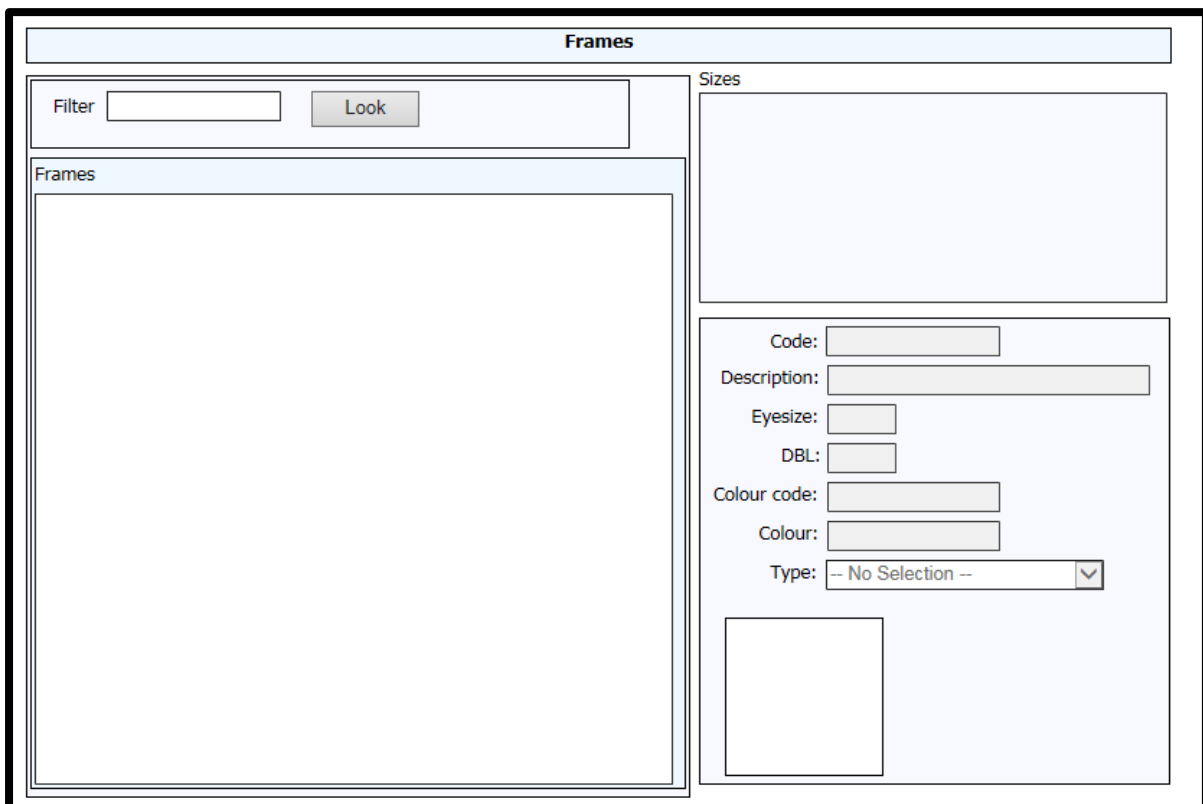 Frames
Filter Look
Frames
Sizes
Code:
Description:
Eyesize:
DBL:
Colour code:
Colour:
Type: -- No Selection --